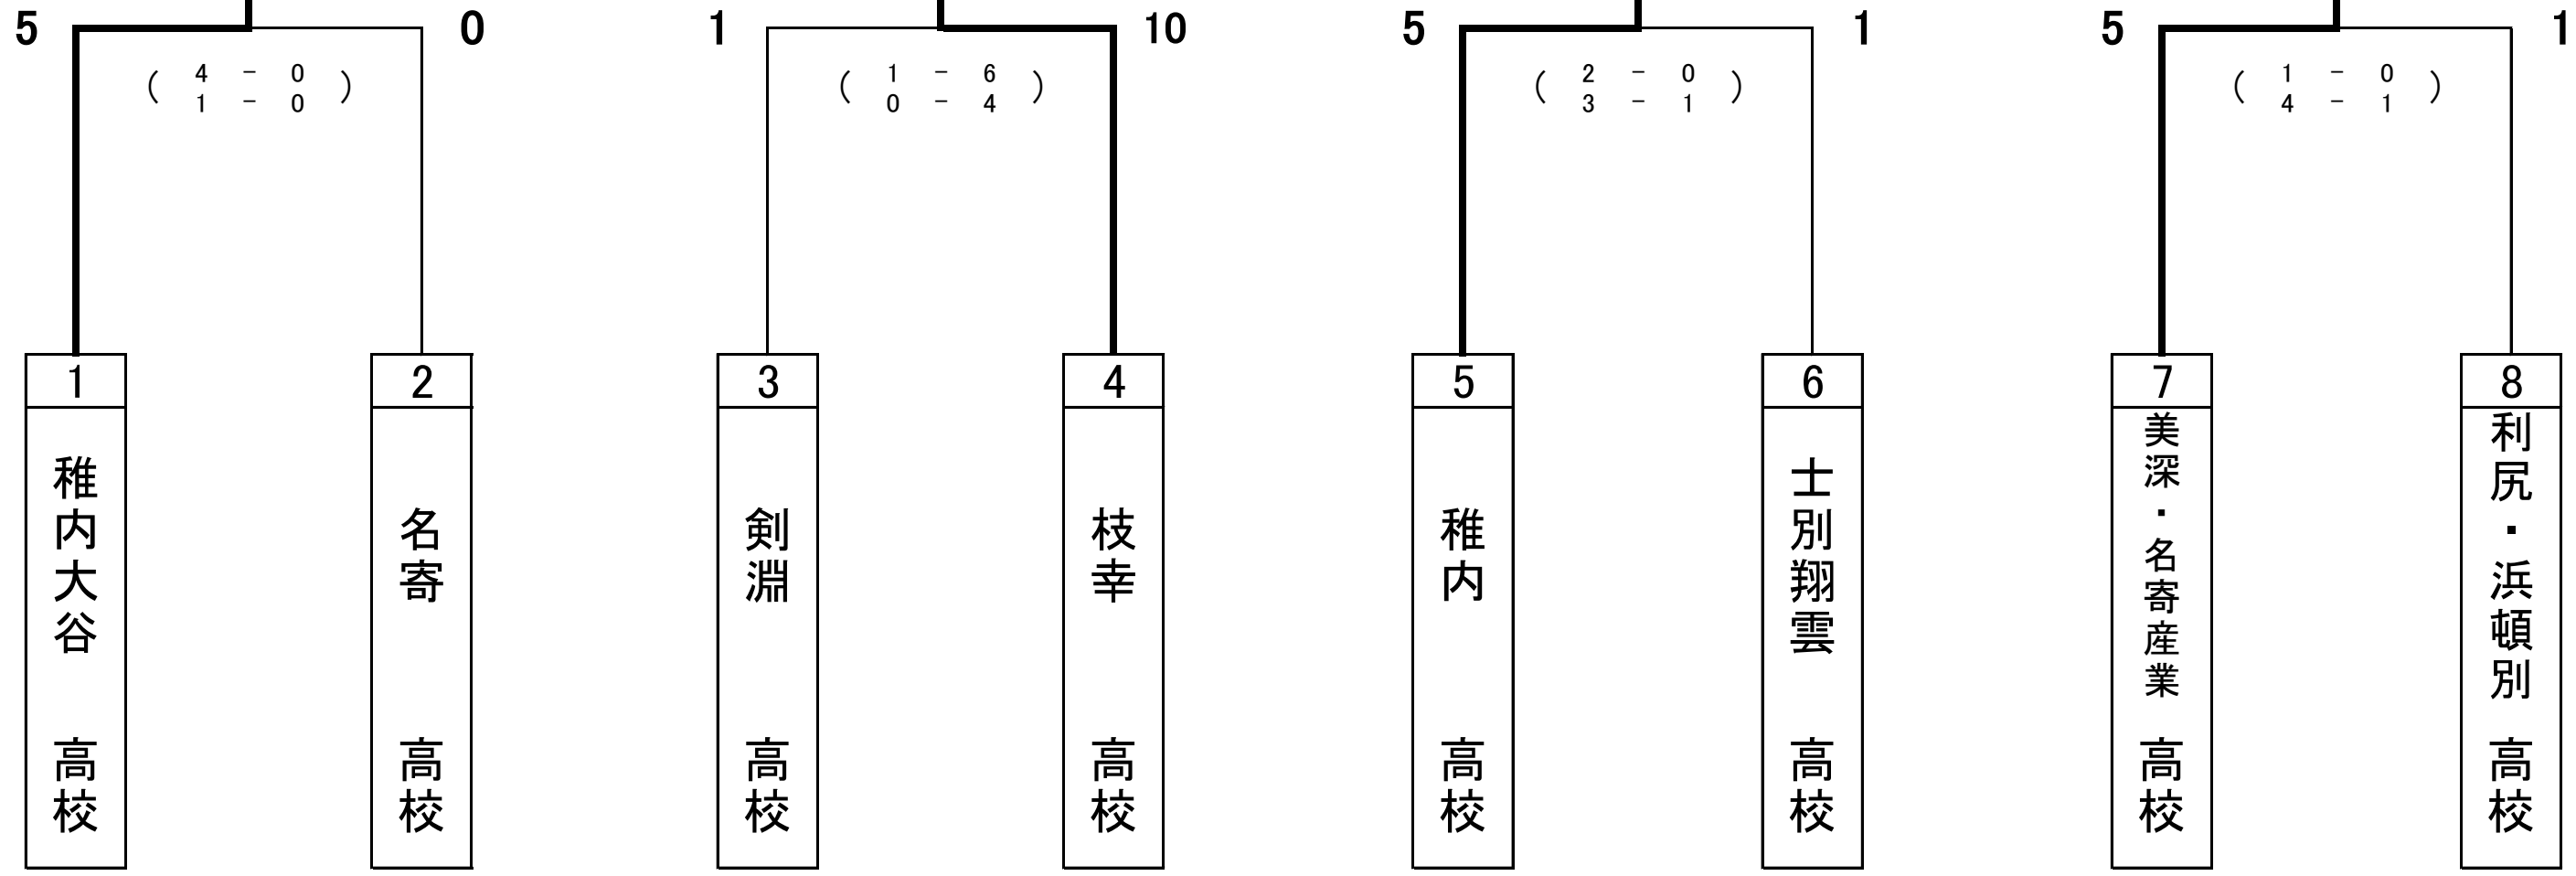 5 0 1 10 5 1 5 1
( 4 - 0 ) ( 1 - 6 ) ( 2 - 0 ) ( 1 - 0 )
1 - 0 0 - 4 3 - 1 4 - 1
1 2 3 4 5 6 7 8
稚内大谷 高校
名寄 高校
剣淵 高校
枝幸 高校
稚内 高校
士別翔雲 高校
美深・名寄産業 高校
利尻・浜頓別 高校